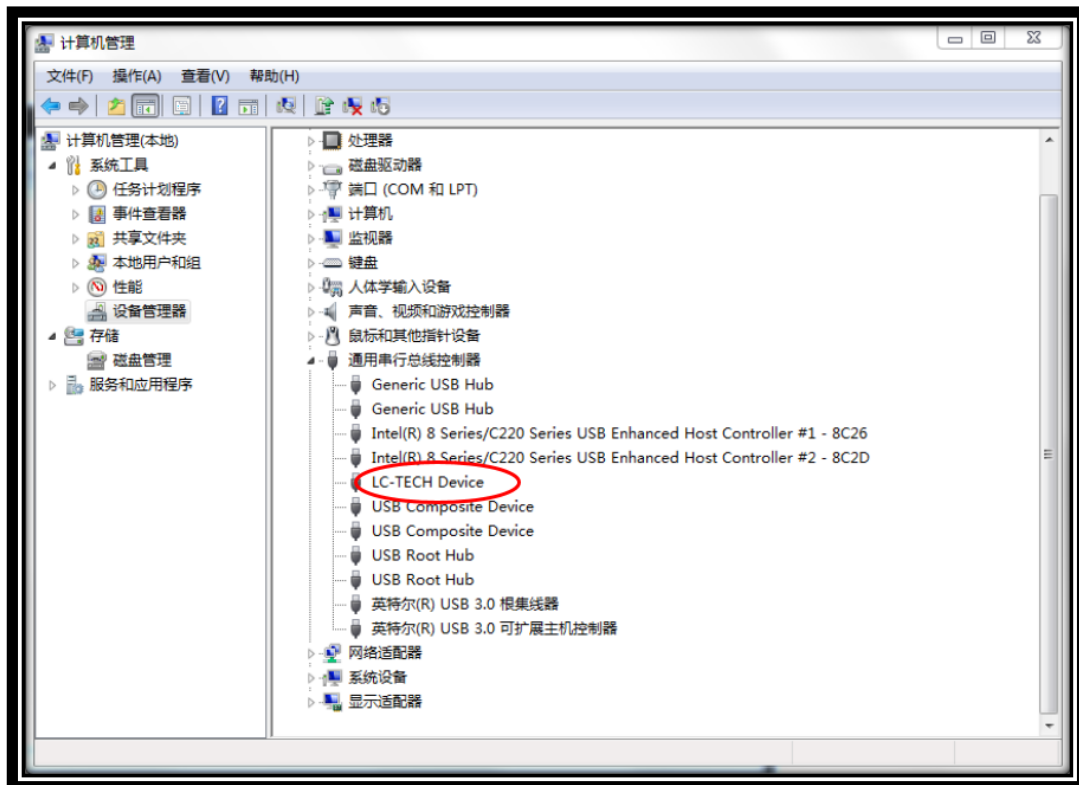 计算机管理
文件(F) 操作(A) 查看(V) 帮助(H)
计算机管理(本地)
系统工具
任务计划程序
事件查看器
共享文件夹
本地用户和组
性能
设备管理器
存储
磁盘管理
服务和应用程序
处理器
磁盘驱动器
端口 (COM 和 LPT)
计算机
监视器
键盘
人体学输入设备
声音、视频和游戏控制器
鼠标和其他指针设备
通用串行总线控制器
Generic USB Hub
Generic USB Hub
Intel(R) 8 Series/C220 Series USB Enhanced Host Controller #1 - 8C26
Intel(R) 8 Series/C220 Series USB Enhanced Host Controller #2 - 8C2D
LC-TECH Device
USB Composite Device
USB Composite Device
USB Root Hub
USB Root Hub
英特尔(R) USB 3.0 根集线器
英特尔(R) USB 3.0 可扩展主机控制器
网络适配器
系统设备
显示适配器